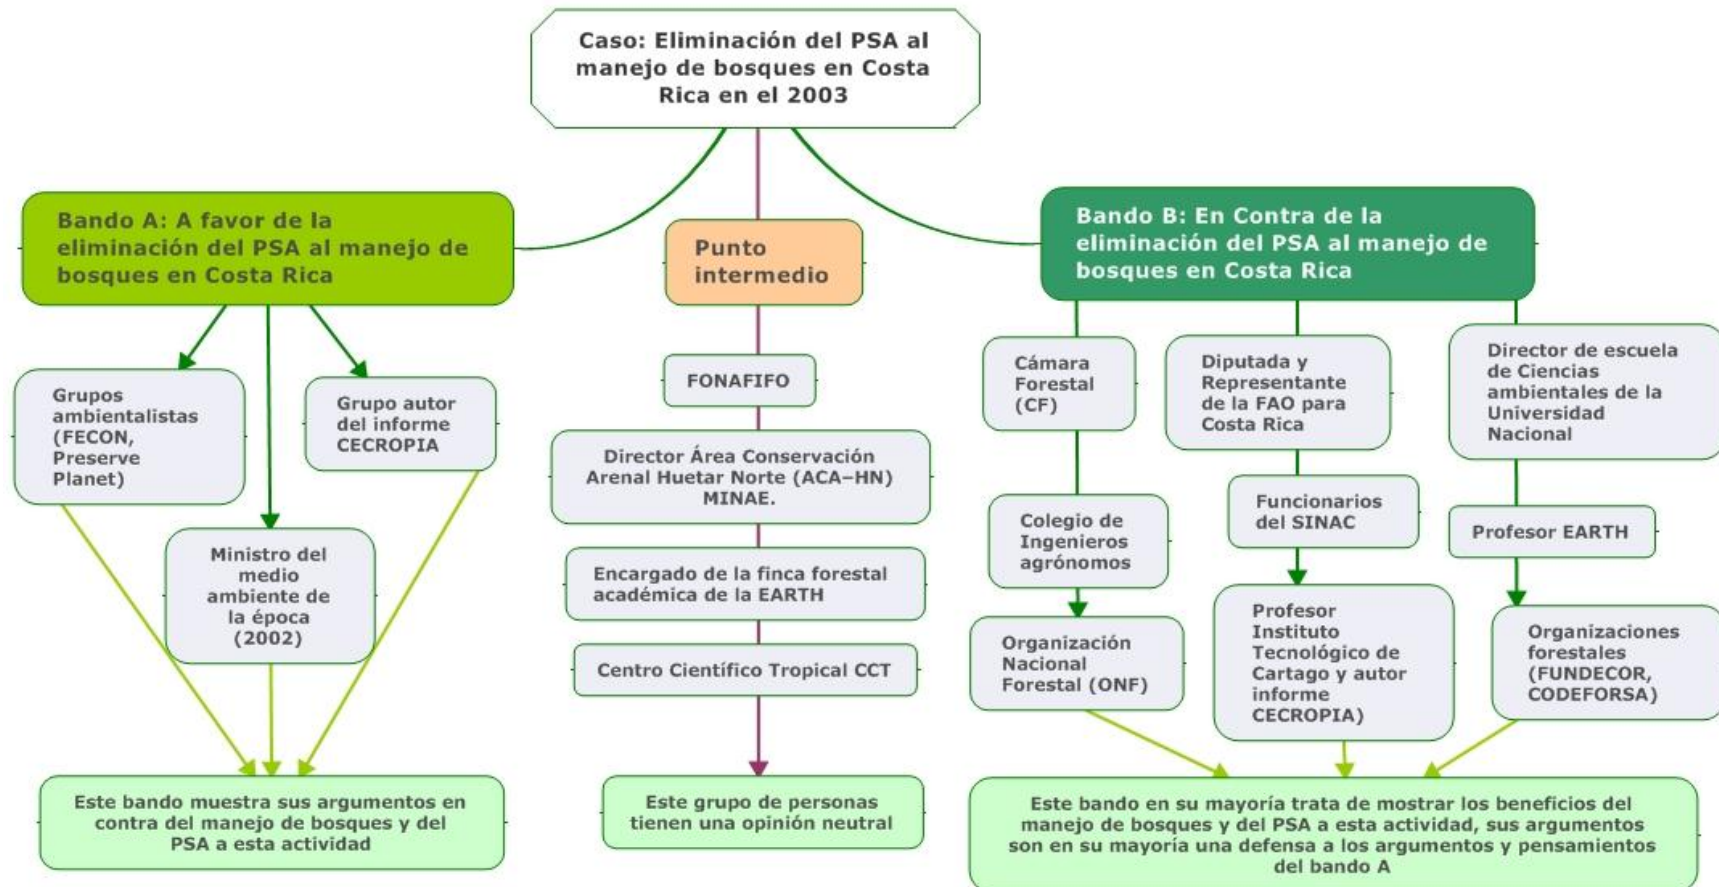 Caso: Eliminación del PSA al
manejo de bosques en Costa
Rica en el 2003
Bando A: A favor de la
eliminación del PSA al manejo de
bosques en Costa Rica
Grupos
ambientalistas
(FECON,
Preserve
Planet)
Grupo autor
del informe
CECROPIA
Ministro del
medio
ambiente de
la época
(2002)
Este bando muestra sus argumentos en
contra del manejo de bosques y del
PSA a esta actividad
Punto
intermedio
FONAFIFO
Director Área Conservación
Arenal Huetar Norte (ACA–HN)
MINAE.
Encargado de la finca forestal
académica de la EARTH
Centro Científico Tropical CCT
Este grupo de personas
tienen una opinión neutral
Bando B: En Contra de la
eliminación del PSA al manejo de
bosques en Costa Rica
Cámara
Forestal
(CF)
Colegio de
Ingenieros
agrónomos
Organización
Nacional
Forestal (ONF)
Diputada y
Representante
de la FAO para
Costa Rica
Funcionarios
del SINAC
Profesor
Instituto
Tecnológico de
Cartago y autor
informe
CECROPIA)
Director de escuela
de Ciencias
ambientales de la
Universidad
Nacional
Profesor EARTH
Organizaciones
forestales
(FUNDECOR,
CODEFORSA)
Este bando en su mayoría trata de mostrar los beneficios del
manejo de bosques y del PSA a esta actividad, sus argumentos
son en su mayoría una defensa a los argumentos y pensamientos
del bando A